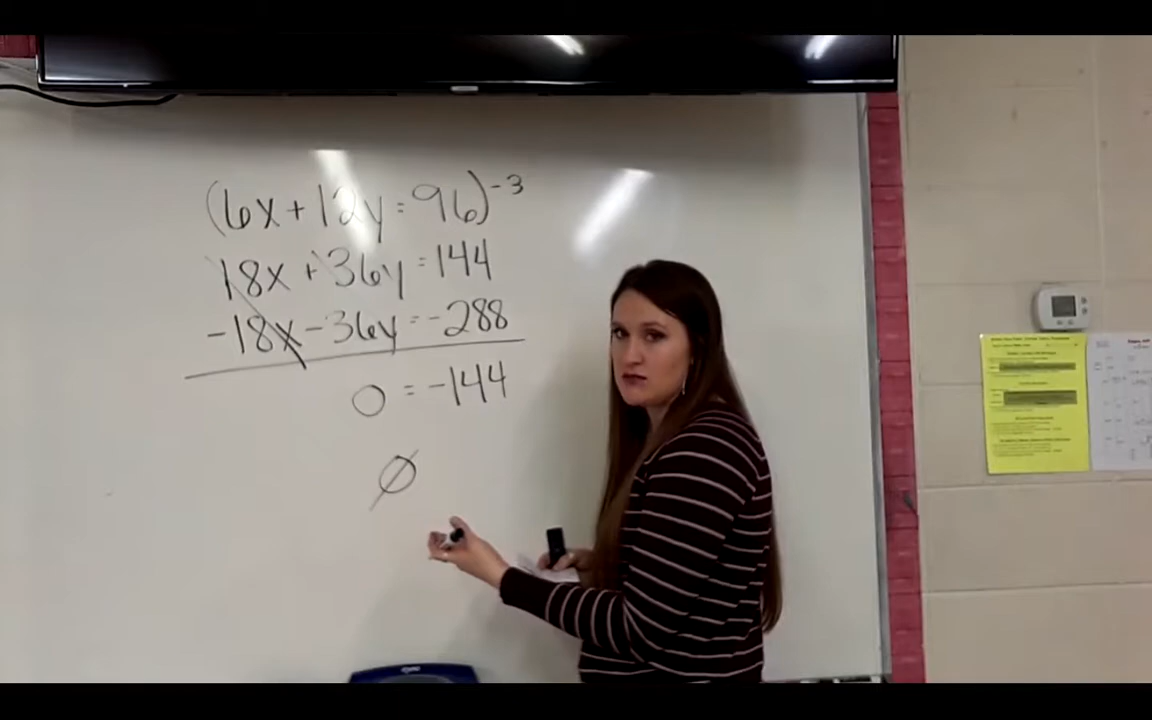 (6x+12y=96)-3
18x+36y=144
-18x-36y=-288
0=-144
∅